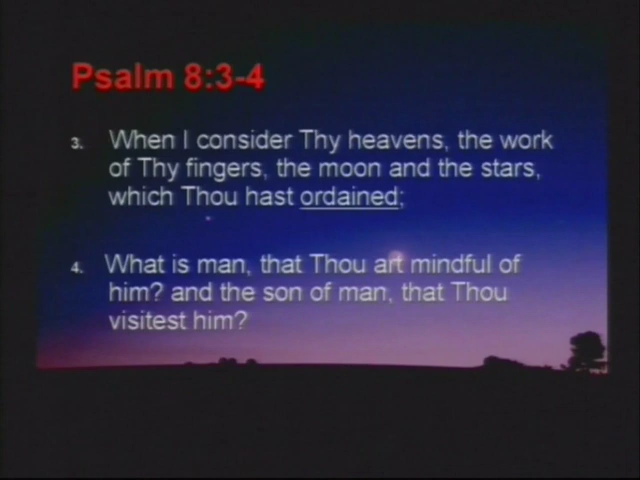 Psalm 8:3-4
3. When I consider Thy heavens, the work
of Thy fingers, the moon and the stars,
which Thou hast ordained;
4. What is man, that Thou art mindful of
him? and the son of man, that Thou
visitest him?